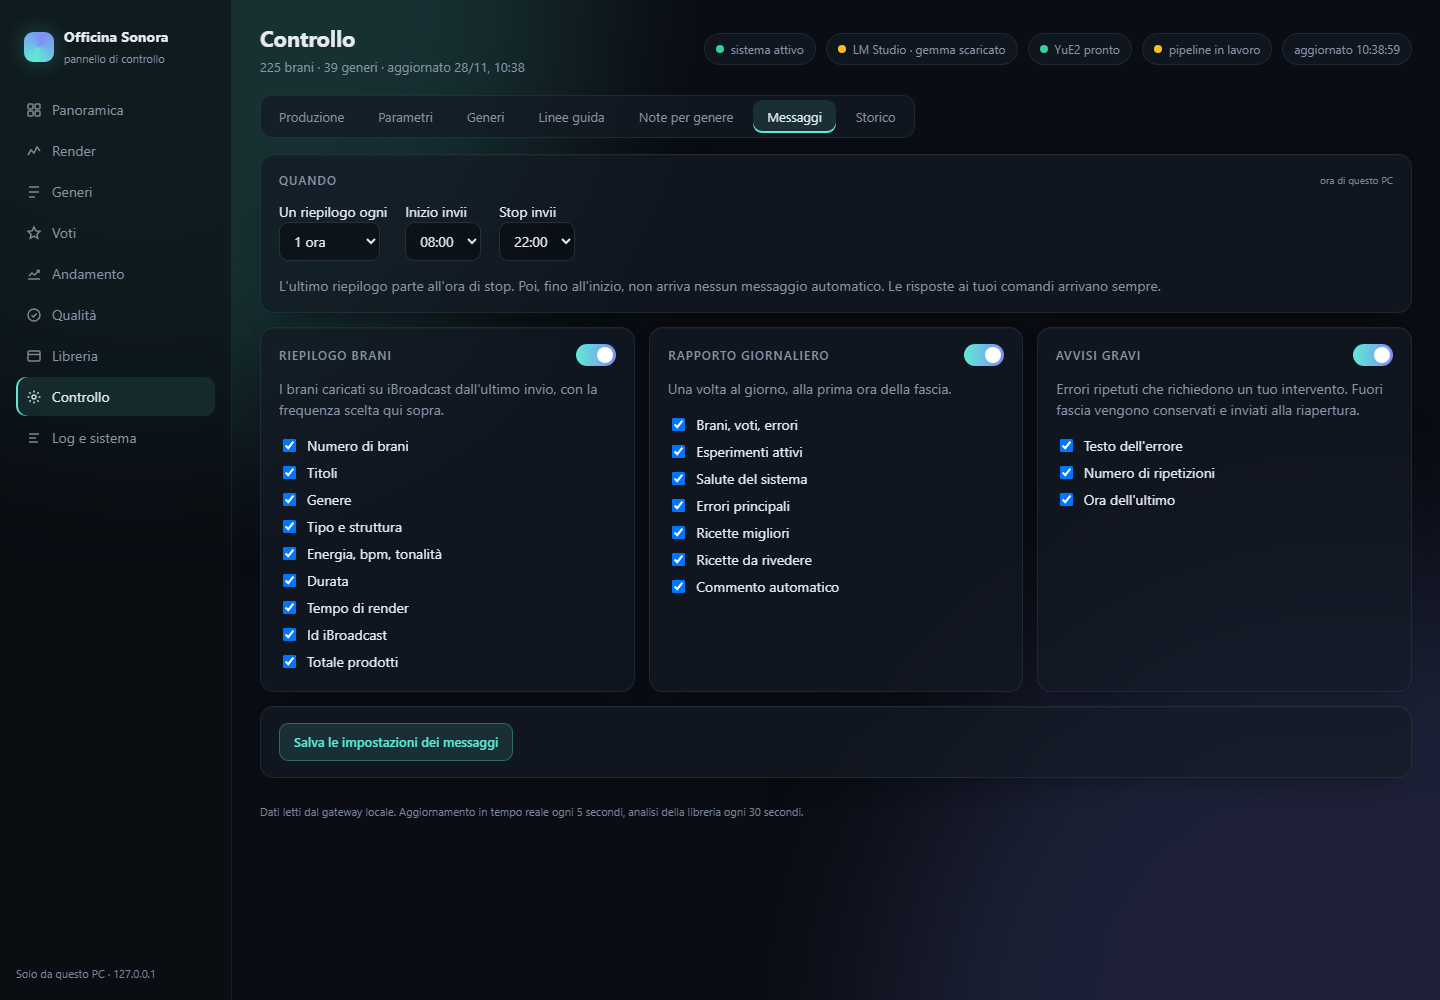 Officina Sonora
pannello di controllo
Panoramica
Render
Generi
Voti
Andamento
Qualità
Libreria
Controllo
Log e sistema
Solo da questo PC · 127.0.0.1
Controllo
225 brani · 39 generi · aggiornato 28/11, 10:38
sistema attivo
LM Studio · gemma scaricato
YuE2 pronto
pipeline in lavoro
aggiornato 10:38:59
Produzione
Parametri
Generi
Linee guida
Note per genere
Messaggi
Storico
QUANDO
ora di questo PC
Un riepilogo ogni
Inizio invii
Stop invii
1 ora
08:00
22:00
L'ultimo riepilogo parte all'ora di stop. Poi, fino all'inizio, non arriva nessun messaggio automatico. Le risposte ai tuoi comandi arrivano sempre.
RIEPILOGO BRANI
I brani caricati su iBroadcast dall'ultimo invio, con la
frequenza scelta qui sopra.
Numero di brani
Titoli
Genere
Tipo e struttura
Energia, bpm, tonalità
Durata
Tempo di render
Id iBroadcast
Totale prodotti
RAPPORTO GIORNALIERO
Una volta al giorno, alla prima ora della fascia.
Brani, voti, errori
Esperimenti attivi
Salute del sistema
Errori principali
Ricette migliori
Ricette da rivedere
Commento automatico
AVVISI GRAVI
Errori ripetuti che richiedono un tuo intervento. Fuori
fascia vengono conservati e inviati alla riapertura.
Testo dell'errore
Numero di ripetizioni
Ora dell'ultimo
Salva le impostazioni dei messaggi
Dati letti dal gateway locale. Aggiornamento in tempo reale ogni 5 secondi, analisi della libreria ogni 30 secondi.